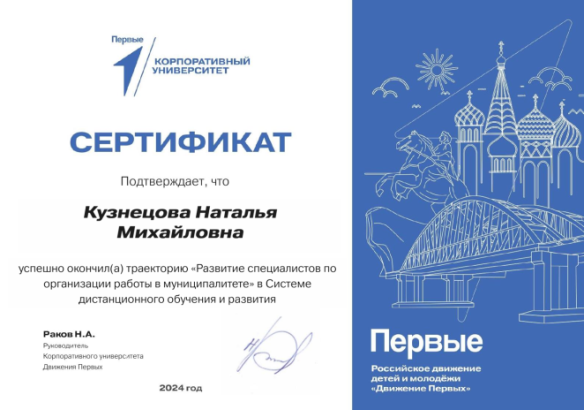 Первые
КОРПОРАТИВНЫЙ
УНИВЕРСИТЕТ
СЕРТИФИКАТ
Подтверждает, что
Кузнецова Наталья
Михайловна
успешно окончил(а) траекторию «Развитие специалистов по
организации работы в муниципалитете» в Системе
дистанционного обучения и развития
Раков Н.А.
Руководитель
Корпоративного университета
Движения Первых
2024 год
Первые
Российское движение
детей и молодёжи
«Движение Первых»